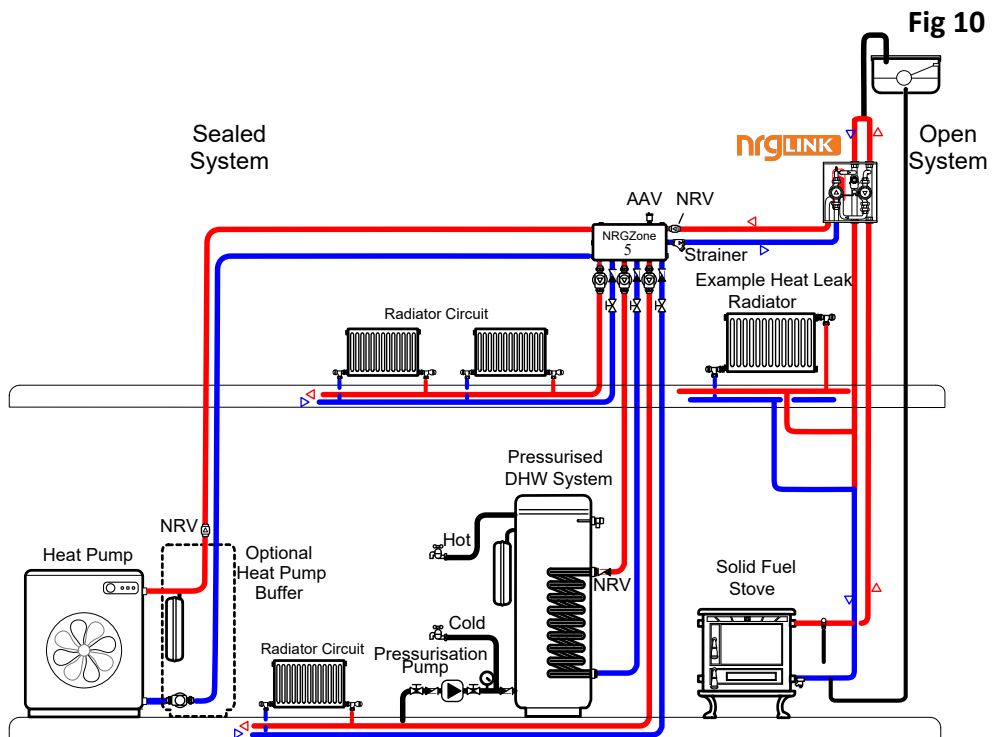 Fig 10
Sealed
System
nrgLINK
Open
System
AAV
NRV
NRGZone
5
Strainer
Example Heat Leak
Radiator
Radiator Circuit
Pressurised
DHW System
NRV
Heat Pump
Optional
Heat Pump
Buffer
Hot
NRV
Solid Fuel
Stove
Cold
Pressurisation
Pump
Radiator Circuit